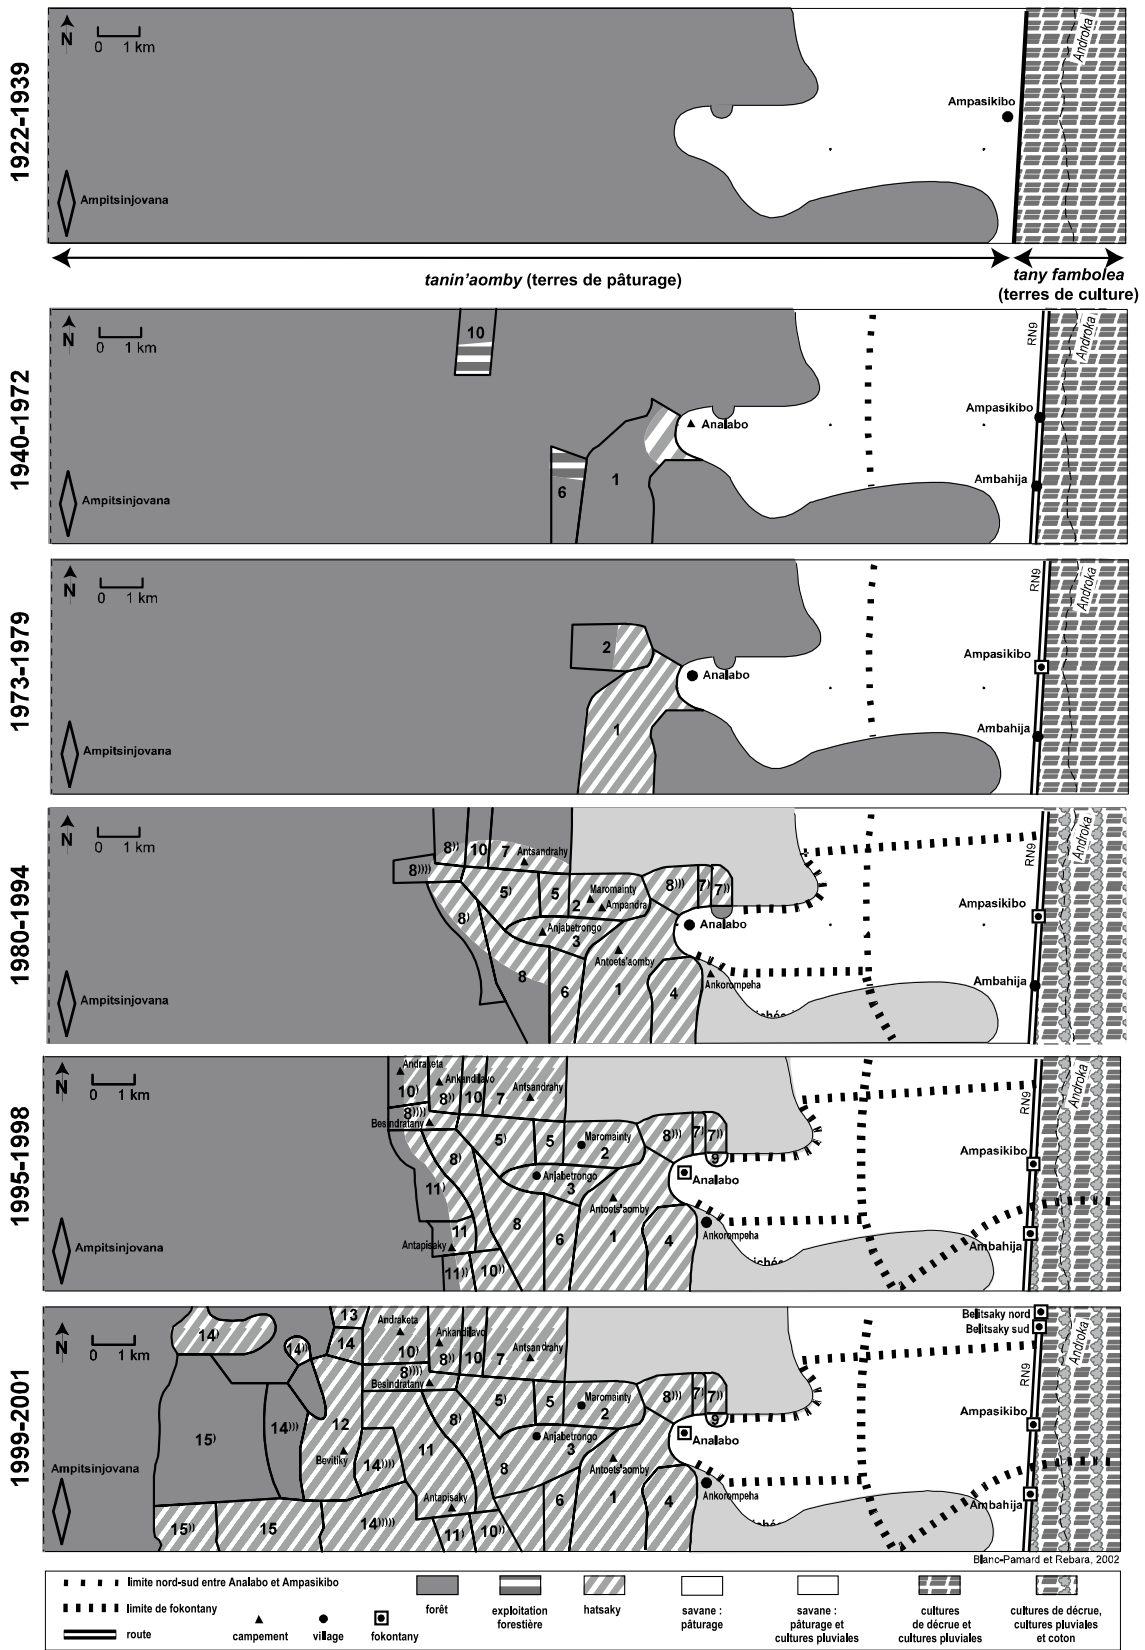 1922-1939
N
0 1 km
Androka
Ampasikibo
Ampitsinjovana
tanin'aomby (terres de pâturage)
tany fambolea
(terres de culture)
1940-1972
N
0 1 km
10
RN9
Androka
Ampasikibo
Analabo
Ambahija
1
6
Ampitsinjovana
1973-1979
N
0 1 km
RN9
Androka
2
Ampasikibo
Analabo
1
Ambahija
Ampitsinjovana
1980-1994
N
0 1 km
RN9
Androka
8)) 10 7 Antsandrahy
8))))
5) 5 2 Maromainty 8))) 7) 7))
Ampandra
8)
Anjabetrongo
3
Analabo
Ampasikibo
Antoets'aomby
Ankorompeha
8 6 1 4
Ambahija
Ampitsinjovana
1995-1998
N
0 1 km
RN9
Androka
Andraketa
Ankandilavo
Antsandrahy
10) 8)) 10 7
8))))
Besindratany
5) 5 Maromainty 2 8))) 7) 7))
9
8)
Anjabetrongo
3
Analabo
Ampasikibo
11)
Antoets'aomby
11 8 6 1 4
Ankorompeha
Ambahija
Antapisaky
11)) 10))
Ampitsinjovana
1999-2001
N
0 1 km
Belitsaky nord
Belitsaky sud
RN9
Androka
13
14) 14)) 14
Andraketa
Ankandilavo
Antsandrahy
10) 8)) 10 7
8))))
Besindratany
5) 5 Maromainty 2 8))) 7) 7))
9
15) 14))) 12
8)
Anjabetrongo
3
Analabo
Ampasikibo
Bevitiky
11
14))))
8
Antoets'aomby
6 1 4
Ankorompeha
Ambahija
Ampitsinjovana
Antapisaky
15)) 15 14))))) 11) 10))
Blanc-Pamard et Rebara, 2002
limite nord-sud entre Analabo et Ampasikibo
limite de fokontany
route
campement
village
fokontany
forêt
exploitation
forestière
hatsaky
savane :
pâturage
savane :
pâturage et
cultures pluviales
cultures
de décrue et
cultures pluviales
cultures de décrue,
cultures pluviales
et coton